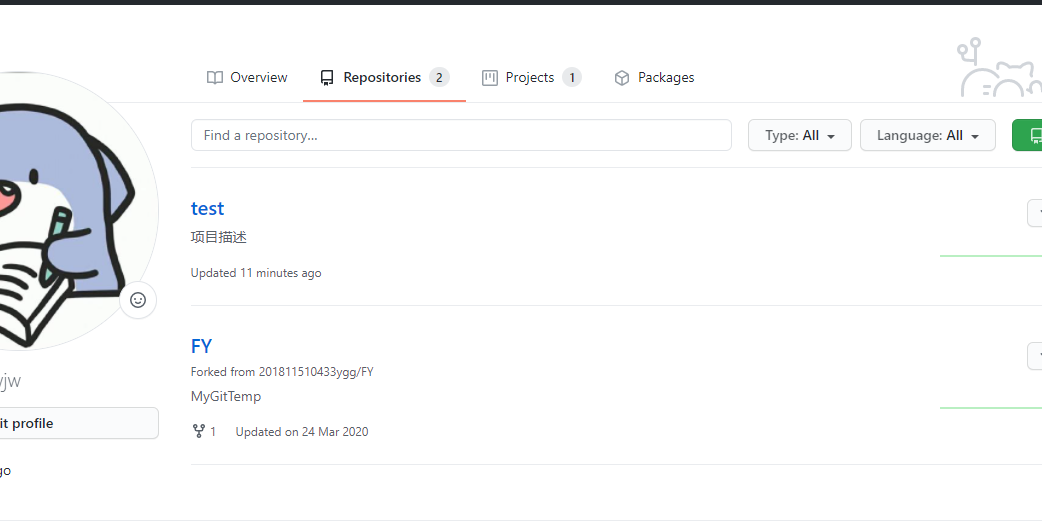 Overview Repositories 2 Projects 1 Packages
Find a repository... Type: All Language: All
test
项目描述
Updated 11 minutes ago
FY
Forked from 201811510433ygg/FY
MyGitTemp
1 Updated on 24 Mar 2020
jw
it profile
go